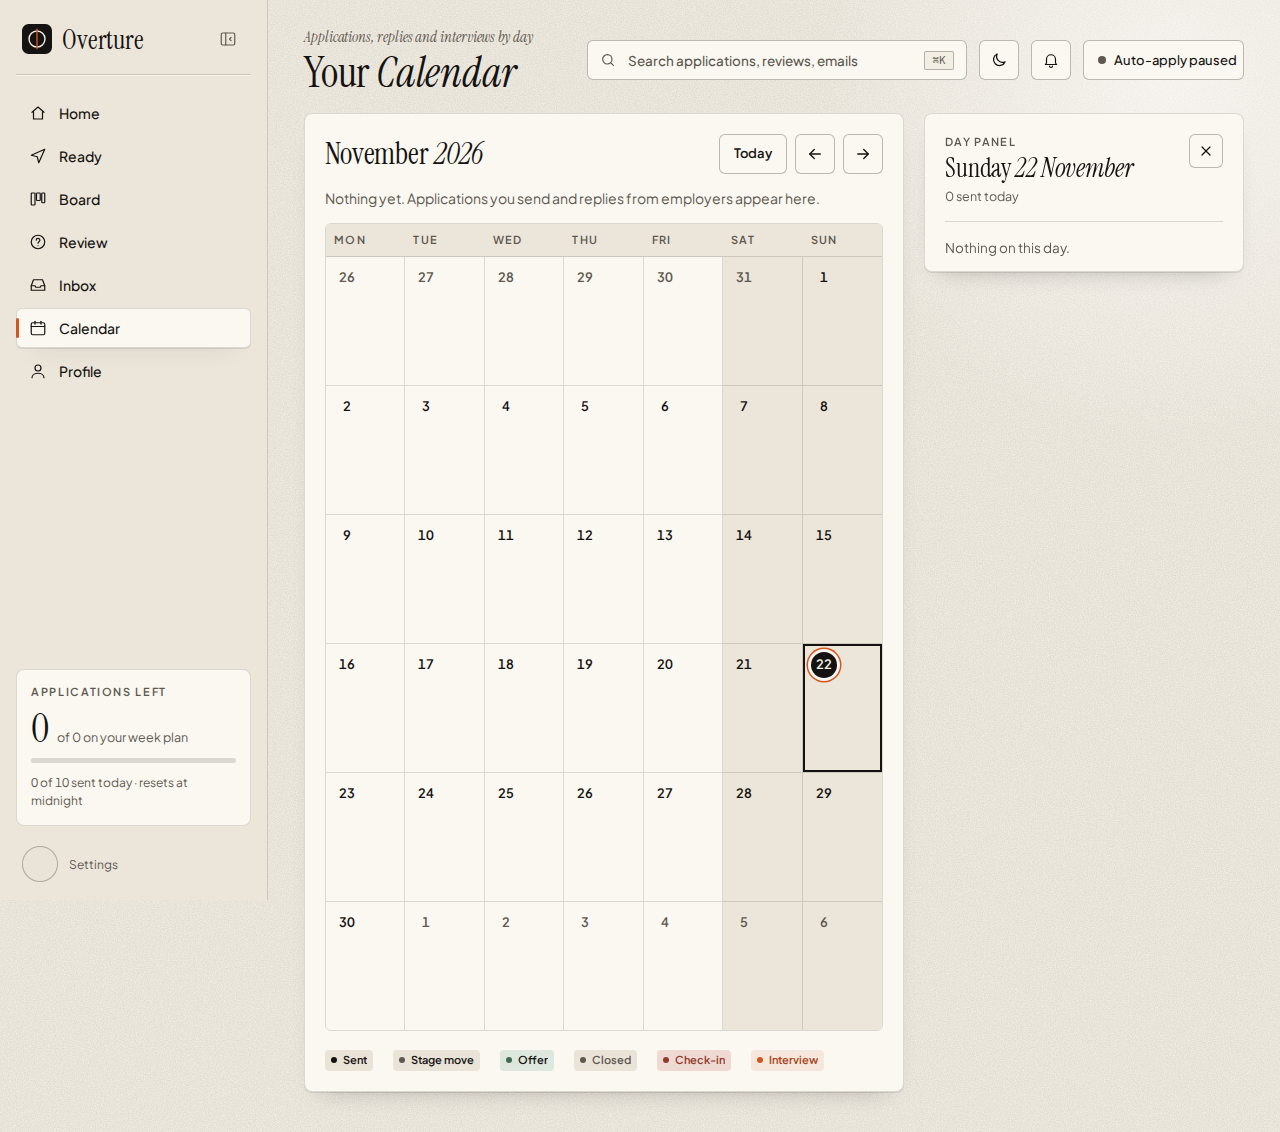 Overture
Home
Ready
Board
Review
Inbox
Calendar
Profile
APPLICATIONS LEFT
0 of 0 on your week plan
0 of 10 sent today · resets at
midnight
Settings
Applications, replies and interviews by day
Your Calendar
Search applications, reviews, emails ⌘K
Auto-apply paused
November 2026
Today
Nothing yet. Applications you send and replies from employers appear here.
MON TUE WED THU FRI SAT SUN
26 27 28 29 30 31 1
2 3 4 5 6 7 8
9 10 11 12 13 14 15
16 17 18 19 20 21 22
23 24 25 26 27 28 29
30 1 2 3 4 5 6
Sent Stage move Offer Closed Check-in Interview
DAY PANEL
Sunday 22 November
0 sent today
Nothing on this day.